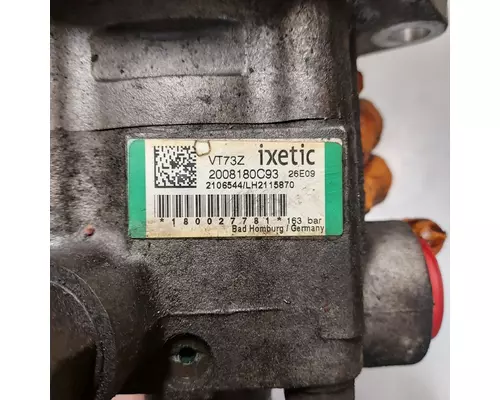 VT73Z ixetic
2008180C93 26E09
2106544/LH2115870
*180027781* 163 bar
Bad Homburg / Germany